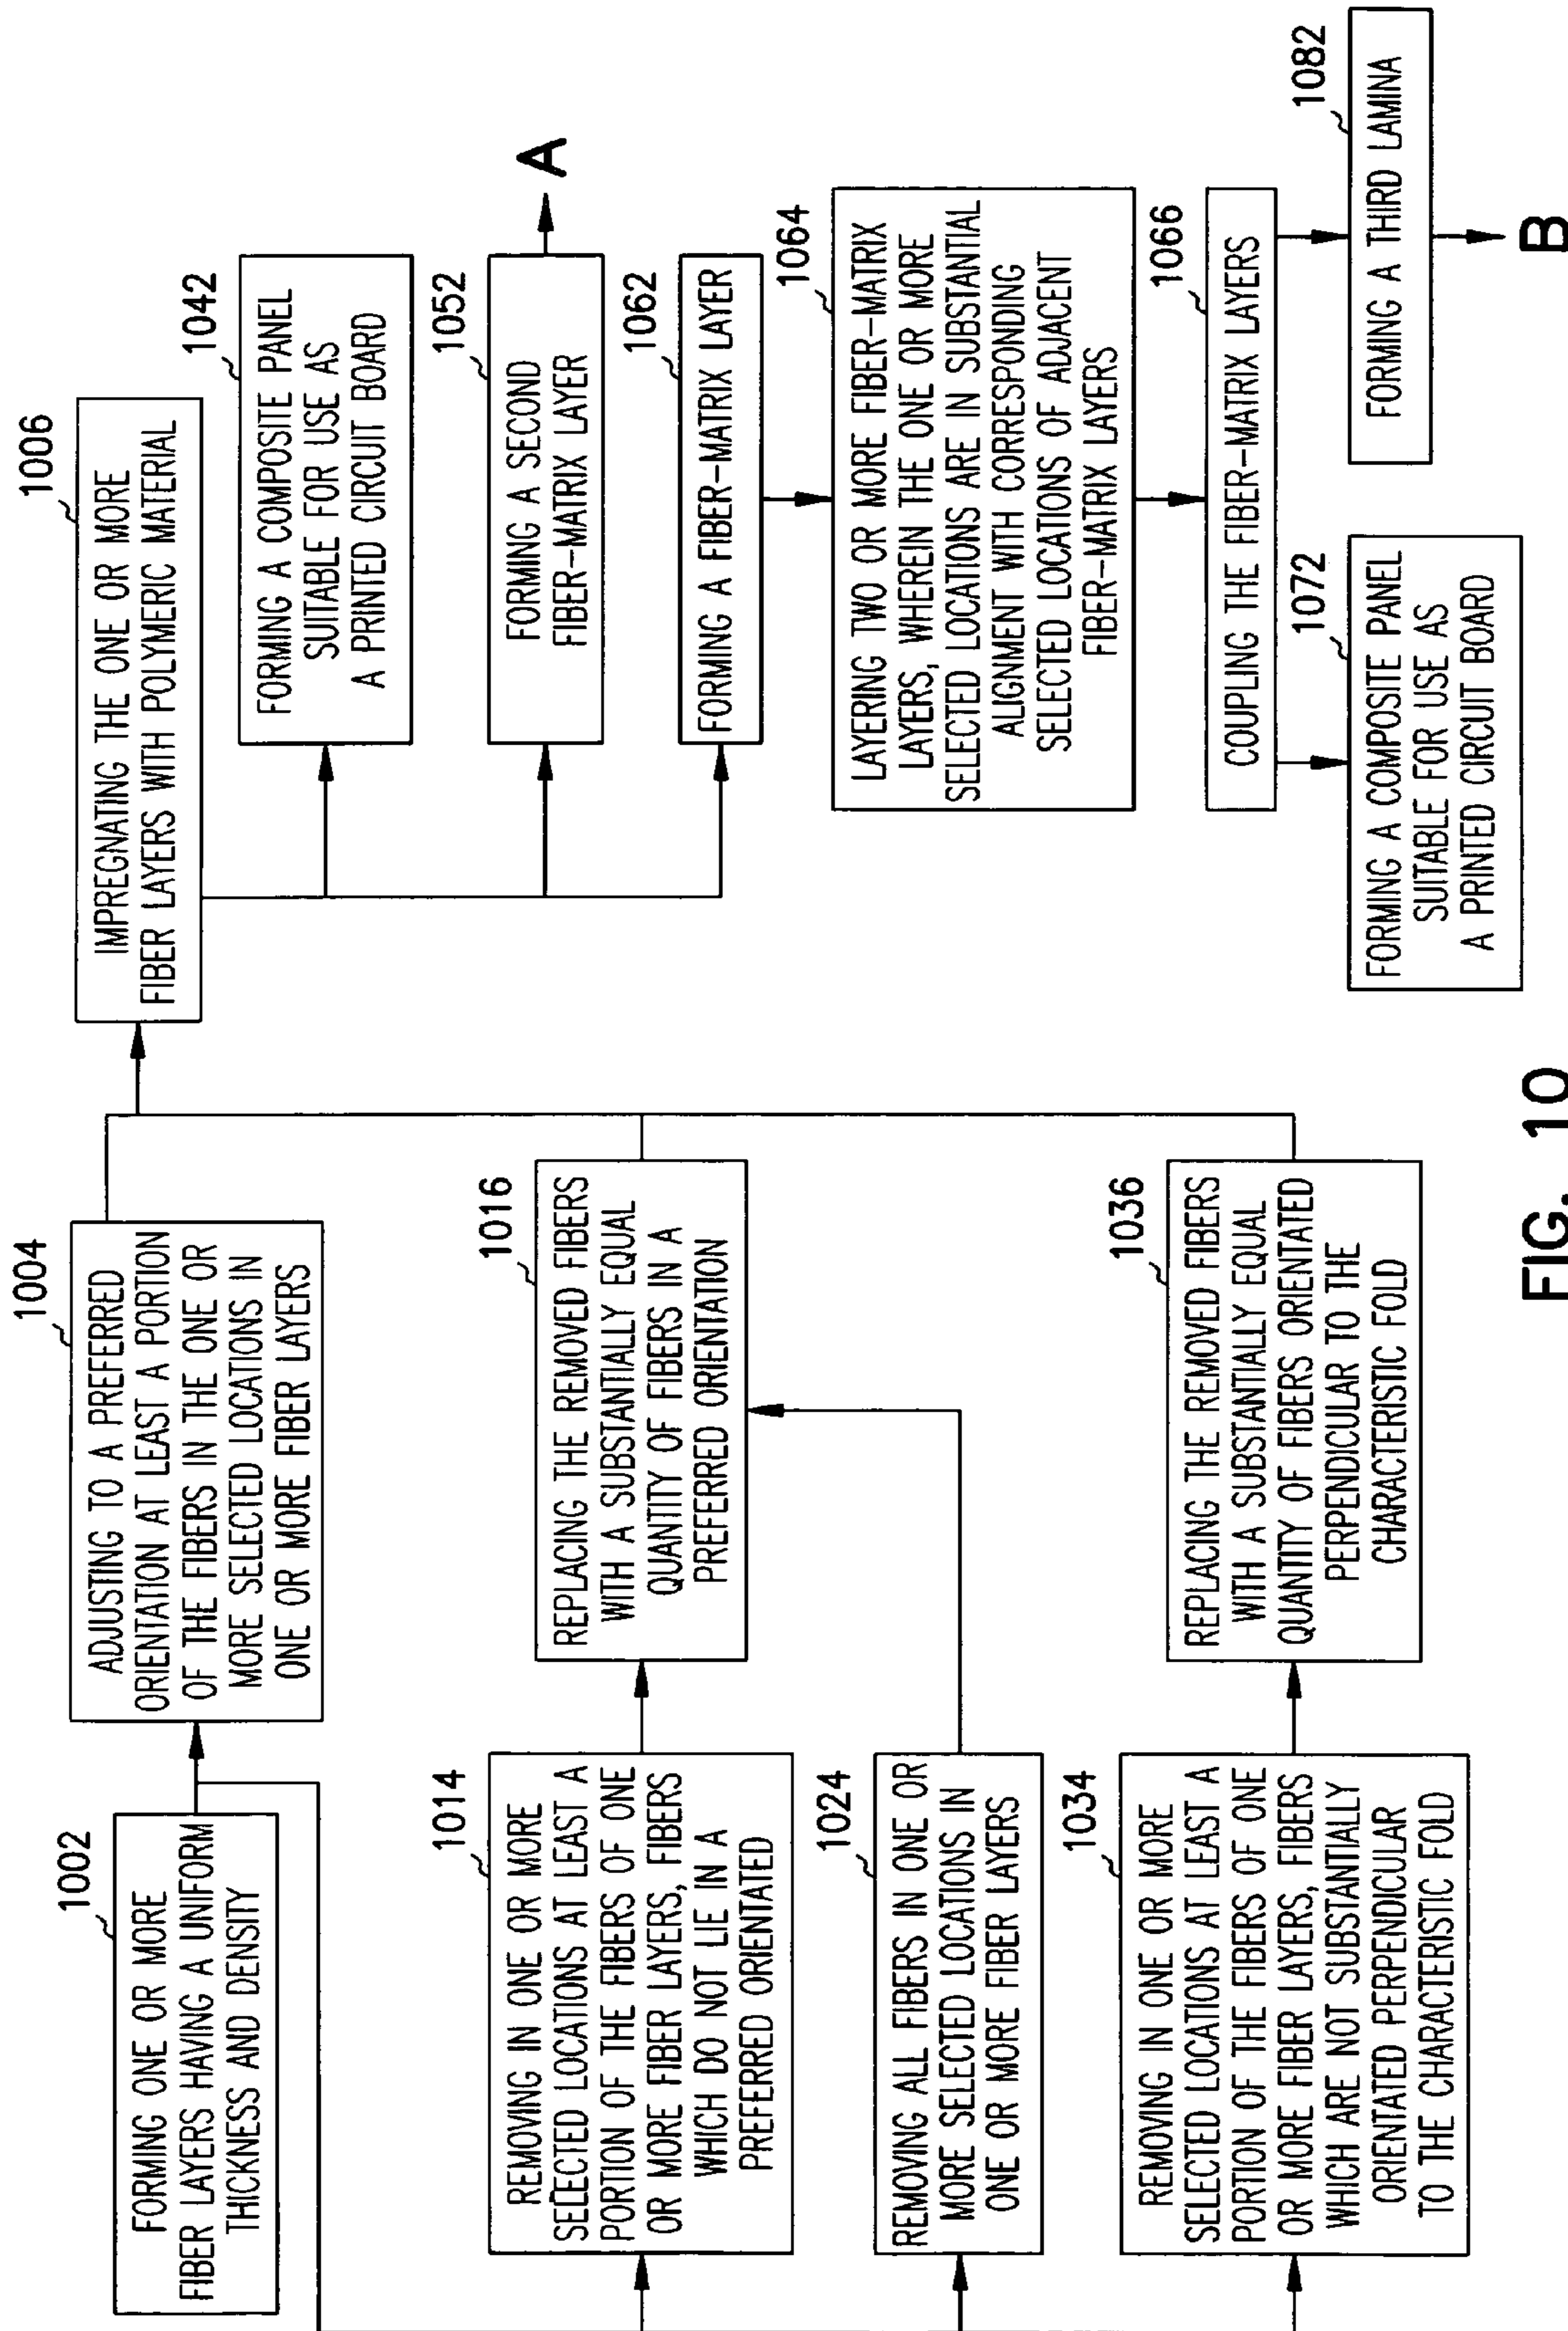 1002
FORMING ONE OR MORE
FIBER LAYERS HAVING A UNIFORM
THICKNESS AND DENSITY
1004
ADJUSTING TO A PREFERRED
ORIENTATION AT LEAST A PORTION
OF THE FIBERS IN THE ONE OR
MORE SELECTED LOCATIONS IN
ONE OR MORE FIBER LAYERS
1014
REMOVING IN ONE OR MORE
SELECTED LOCATIONS AT LEAST A
PORTION OF THE FIBERS OF ONE
OR MORE FIBER LAYERS, FIBERS
WHICH DO NOT LIE IN A
PREFERRED ORIENTATED
1016
REPLACING THE REMOVED FIBERS
WITH A SUBSTANTIALLY EQUAL
QUANTITY OF FIBERS IN A
PREFERRED ORIENTATION
1024
REMOVING ALL FIBERS IN ONE OR
MORE SELECTED LOCATIONS IN
ONE OR MORE FIBER LAYERS
1034
REMOVING IN ONE OR MORE
SELECTED LOCATIONS AT LEAST A
PORTION OF THE FIBERS OF ONE
OR MORE FIBER LAYERS, FIBERS
WHICH ARE NOT SUBSTANTIALLY
ORIENTATED PERPENDICULAR
TO THE CHARACTERISTIC FOLD
1036
REPLACING THE REMOVED FIBERS
WITH A SUBSTANTIALLY EQUAL
QUANTITY OF FIBERS ORIENTATED
PERPENDICULAR TO THE
CHARACTERISTIC FOLD
1006
IMPREGNATING THE ONE OR MORE
FIBER LAYERS WITH POLYMERIC MATERIAL
1042
FORMING A COMPOSITE PANEL
SUITABLE FOR USE AS
A PRINTED CIRCUIT BOARD
1052
FORMING A SECOND
FIBER-MATRIX LAYER
A
1062
FORMING A FIBER-MATRIX LAYER
1064
LAYERING TWO OR MORE FIBER-MATRIX
LAYERS, WHEREIN THE ONE OR MORE
SELECTED LOCATIONS ARE IN SUBSTANTIAL
ALIGNMENT WITH CORRESPONDING
SELECTED LOCATIONS OF ADJACENT
FIBER-MATRIX LAYERS
1066
COUPLING THE FIBER-MATRIX LAYERS
1072
FORMING A COMPOSITE PANEL
SUITABLE FOR USE AS
A PRINTED CIRCUIT BOARD
1082
FORMING A THIRD LAMINA
B
FIG. 10